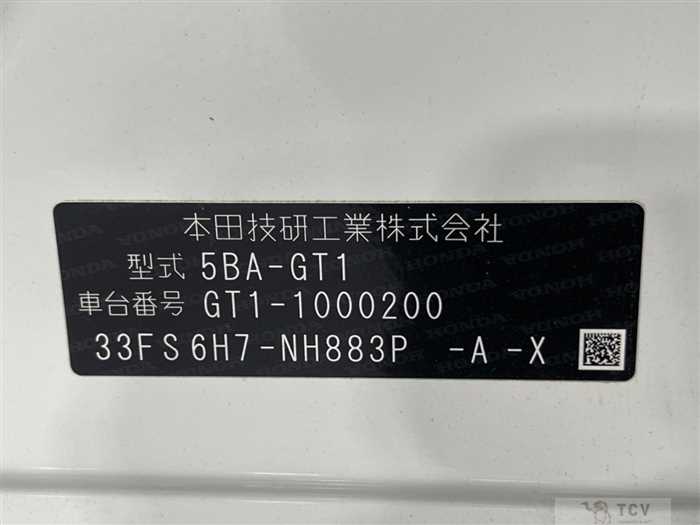 本田技研工業株式会社
型式 5BA-GT1
車台番号 GT1-1000200
33FS6H7-NH883P -A -X
TCV